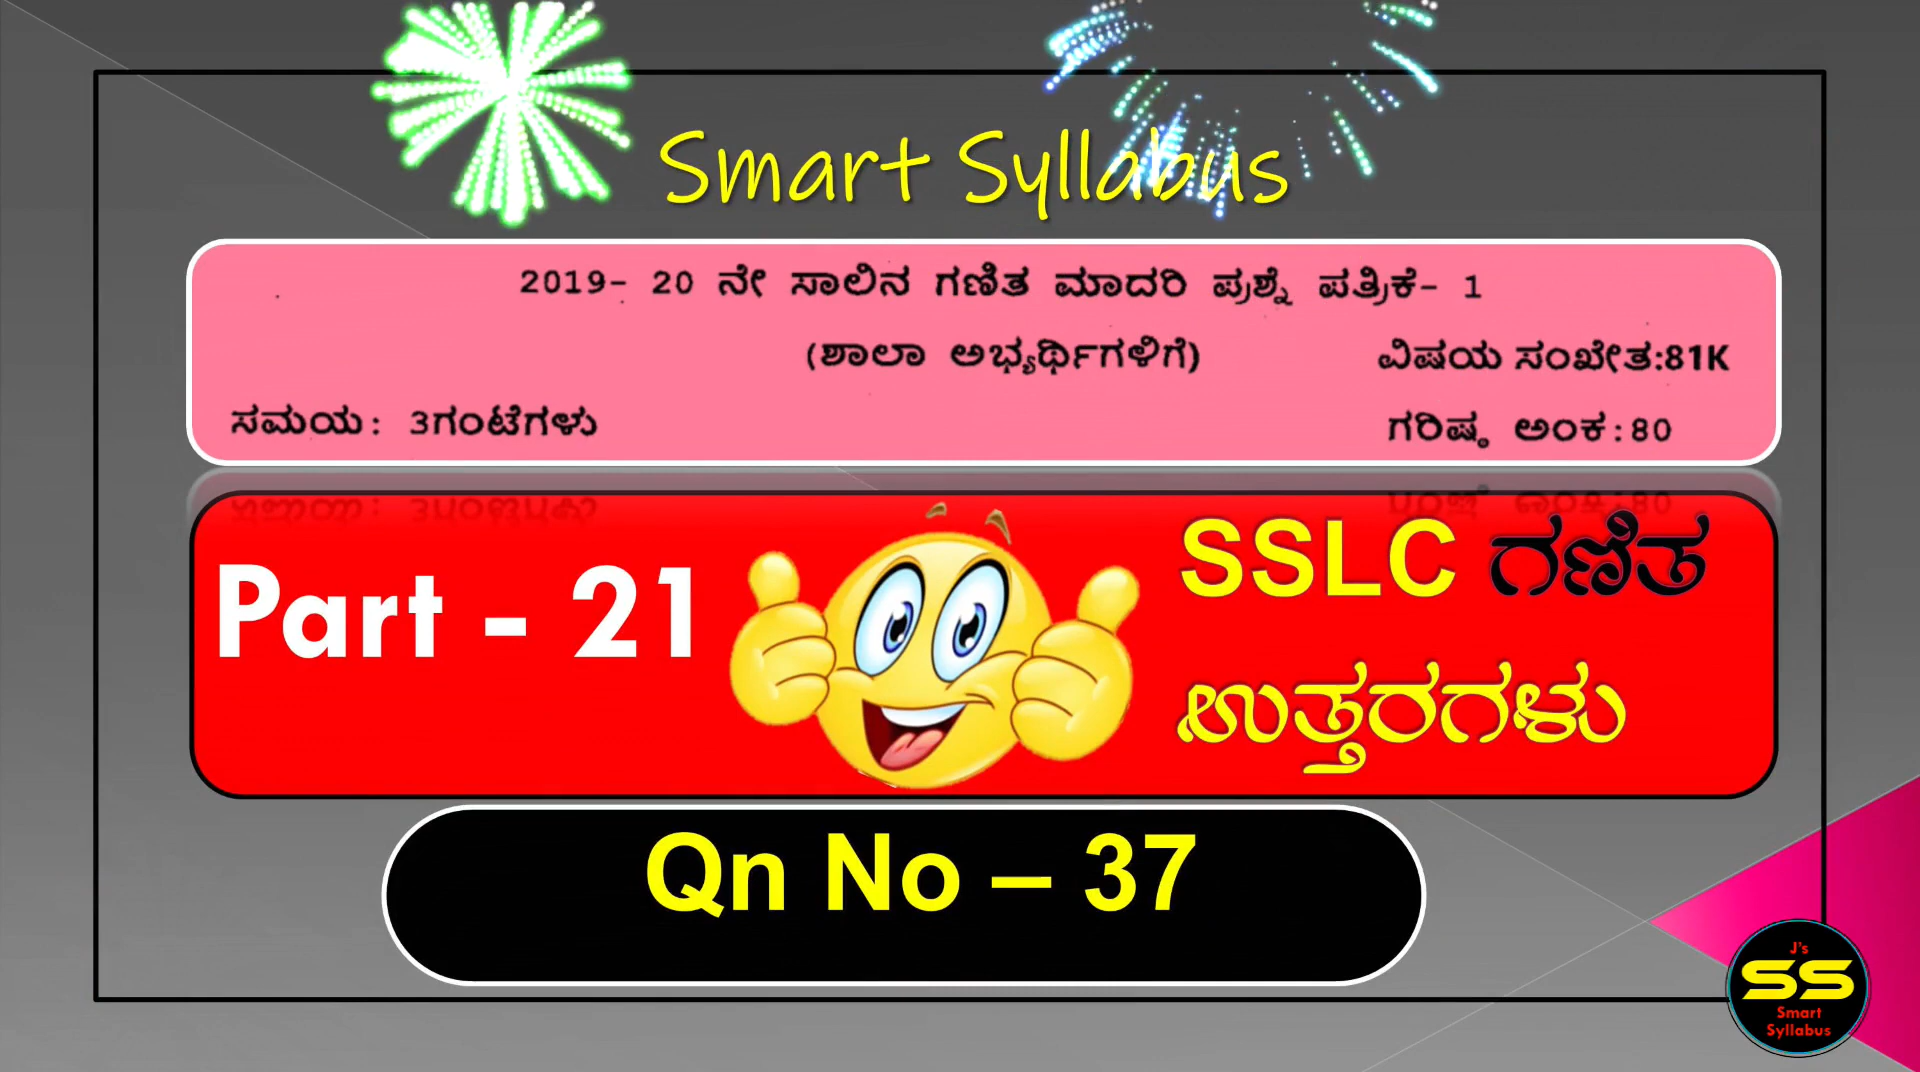 Smart Syllabus
2019- 20 ನೇ ಸಾಲಿನ ಗಣಿತ ಮಾದರಿ ಪ್ರಶ್ನೆ ಪತ್ರಿಕೆ- 1
(ಶಾಲಾ ಅಭ್ಯರ್ಥಿಗಳಿಗೆ) ವಿಷಯ ಸಂಖೇತ:81K
ಸಮಯ: 3ಗಂಟೆಗಳು ಗರಿಷ್ಠ ಅಂಕ:80
Part - 21
SSLC ಗಣಿತ
ಉತ್ತರಗಳು
Qn No – 37
J's
SS
Smart
Syllabus